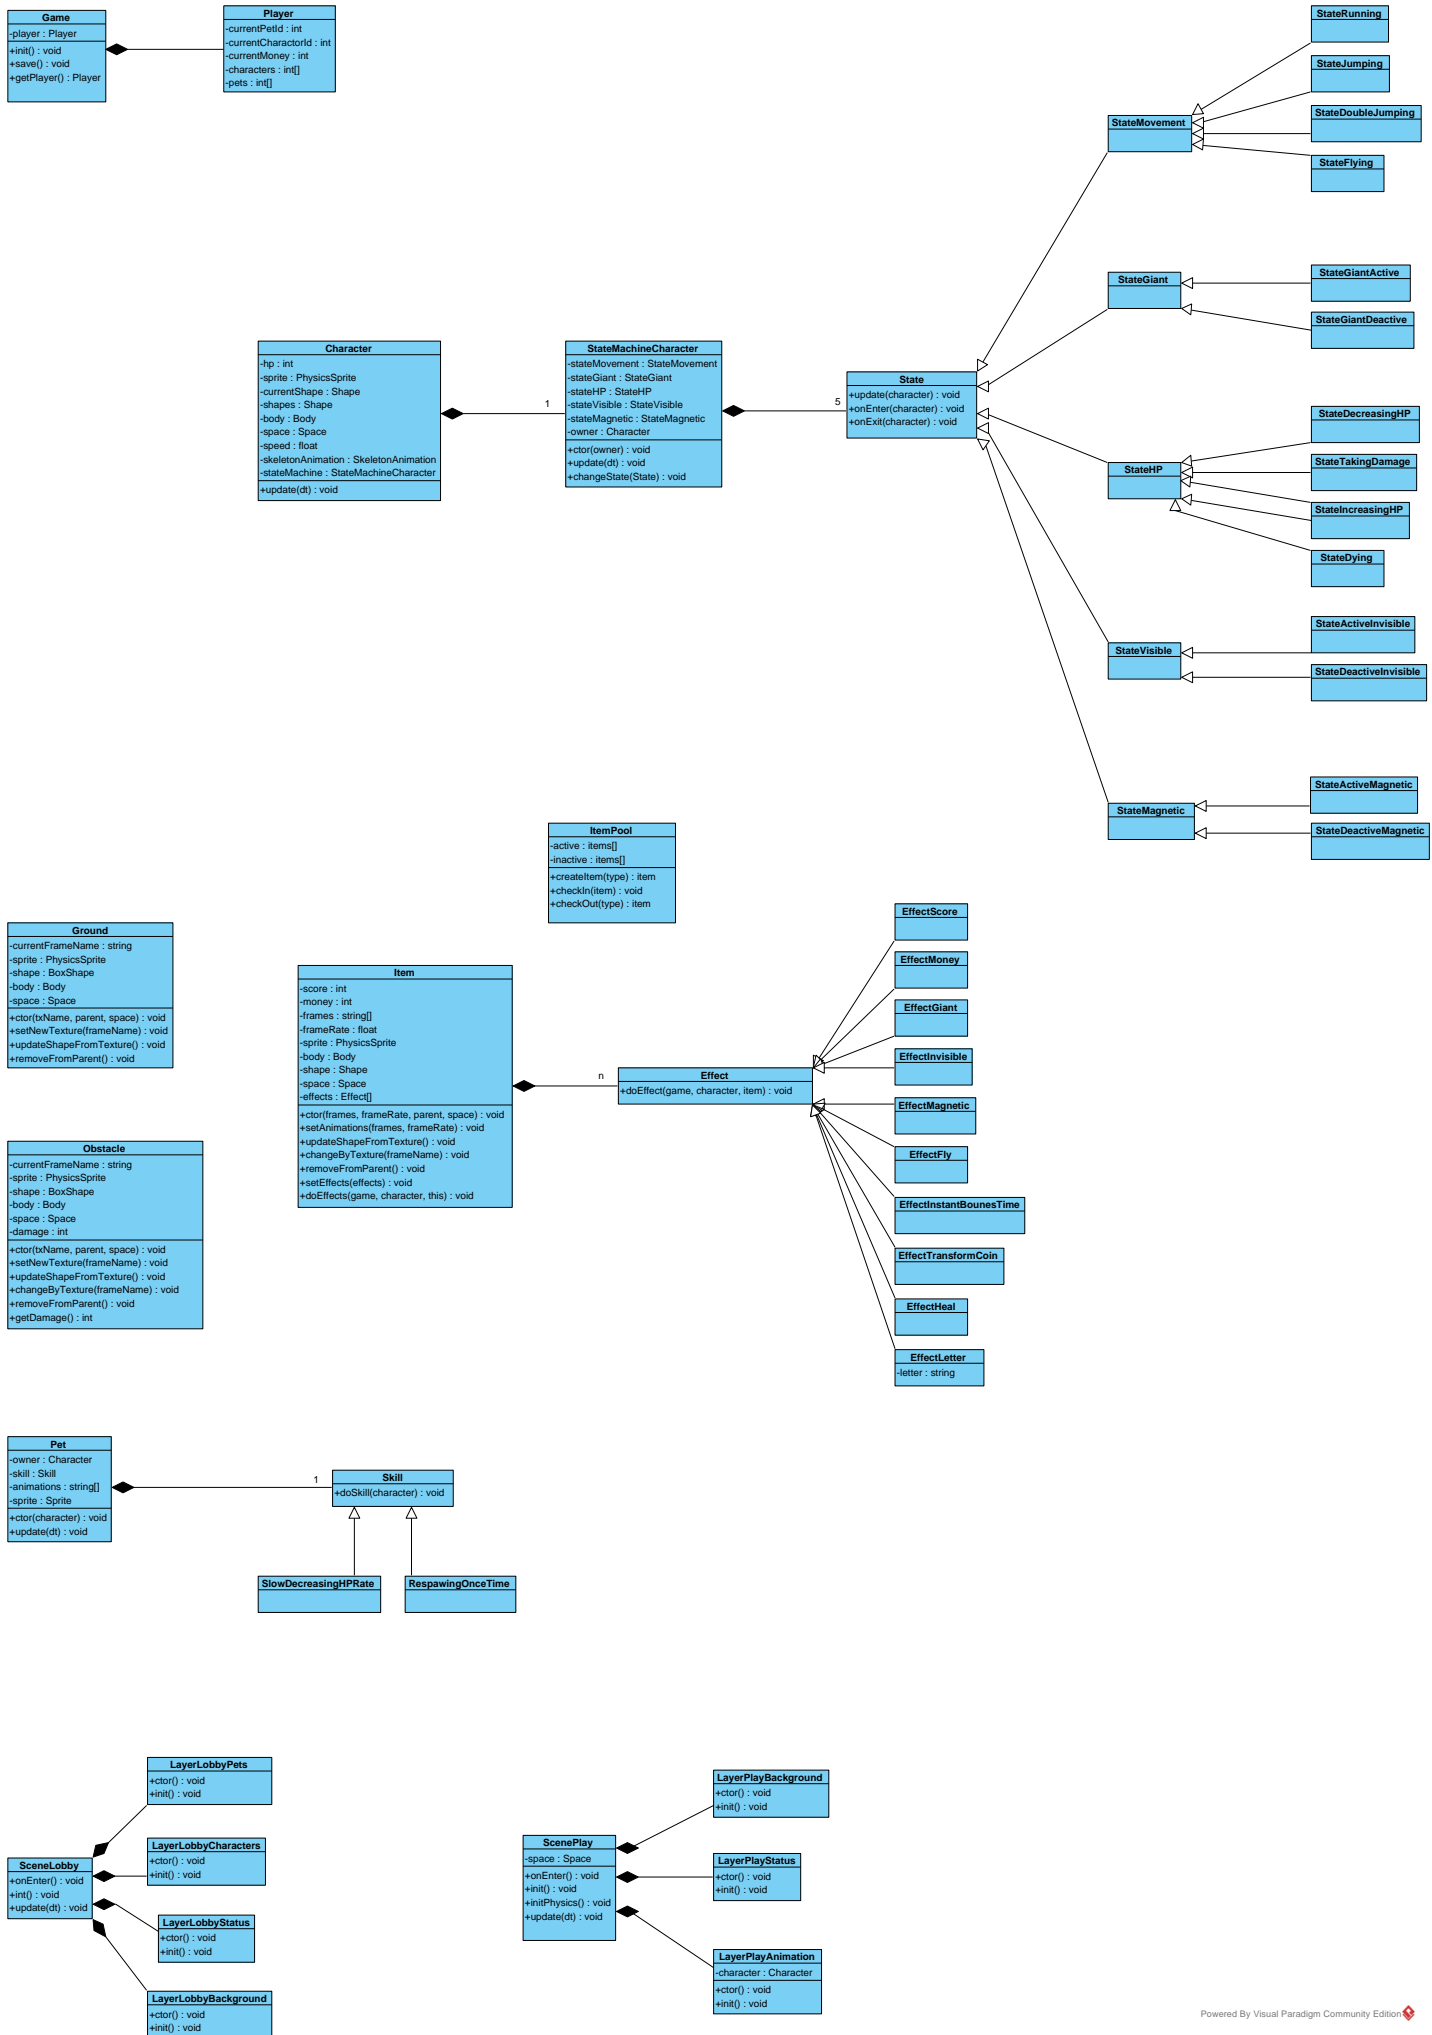 Game
-player : Player
+init() : void
+save() : void
+getPlayer() : Player
Player
-currentPetId : int
-currentCharactorId : int
-currentMoney : int
-characters : int[]
-pets : int[]
StateRunning
StateJumping
StateDoubleJumping
StateFlying
StateMovement
StateGiant
StateGiantActive
StateGiantDeactive
Character
-hp : int
-sprite : PhysicsSprite
-currentShape : Shape
-shapes : Shape
-body : Body
-space : Space
-speed : float
-skeletonAnimation : SkeletonAnimation
-stateMachine : StateMachineCharacter
+update(dt) : void
1
StateMachineCharacter
-stateMovement : StateMovement
-stateGiant : StateGiant
-stateHP : StateHP
-stateVisible : StateVisible
-stateMagnetic : StateMagnetic
-owner : Character
+ctor(owner) : void
+update(dt) : void
+changeState(State) : void
5
State
+update(character) : void
+onEnter(character) : void
+onExit(character) : void
StateHP
StateDecreasingHP
StateTakingDamage
StateIncreasingHP
StateDying
StateVisible
StateActiveInvisible
StateDeactiveInvisible
StateMagnetic
StateActiveMagnetic
StateDeactiveMagnetic
ItemPool
-active : items[]
-inactive : items[]
+createItem(type) : item
+checkIn(item) : void
+checkOut(type) : item
Ground
-currentFrameName : string
-sprite : PhysicsSprite
-shape : BoxShape
-body : Body
-space : Space
+ctor(txName, parent, space) : void
+setNewTexture(frameName) : void
+updateShapeFromTexture() : void
+removeFromParent() : void
Item
-score : int
-money : int
-frames : string[]
-frameRate : float
-sprite : PhysicsSprite
-body : Body
-shape : Shape
-space : Space
-effects : Effect[]
+ctor(frames, frameRate, parent, space) : void
+setAnimations(frames, frameRate) : void
+updateShapeFromTexture() : void
+changeByTexture(frameName) : void
+removeFromParent() : void
+setEffects(effects) : void
+doEffects(game, character, this) : void
n
Effect
+doEffect(game, character, item) : void
EffectScore
EffectMoney
EffectGiant
EffectInvisible
EffectMagnetic
EffectFly
EffectInstantBounesTime
EffectTransformCoin
EffectHeal
EffectLetter
-letter : string
Obstacle
-currentFrameName : string
-sprite : PhysicsSprite
-shape : BoxShape
-body : Body
-space : Space
-damage : int
+ctor(txName, parent, space) : void
+setNewTexture(frameName) : void
+updateShapeFromTexture() : void
+changeByTexture(frameName) : void
+removeFromParent() : void
+getDamage() : int
Pet
-owner : Character
-skill : Skill
-animations : string[]
-sprite : Sprite
+ctor(character) : void
+update(dt) : void
1
Skill
+doSkill(character) : void
SlowDecreasingHPRate
RespawingOnceTime
LayerLobbyPets
+ctor() : void
+init() : void
LayerLobbyCharacters
+ctor() : void
+init() : void
SceneLobby
+onEnter() : void
+int() : void
+update(dt) : void
LayerLobbyStatus
+ctor() : void
+init() : void
LayerLobbyBackground
+ctor() : void
+init() : void
LayerPlayBackground
+ctor() : void
+init() : void
ScenePlay
-space : Space
+onEnter() : void
+init() : void
+initPhysics() : void
+update(dt) : void
LayerPlayStatus
+ctor() : void
+init() : void
LayerPlayAnimation
-character : Character
+ctor() : void
+init() : void
Powered By Visual Paradigm Community Edition